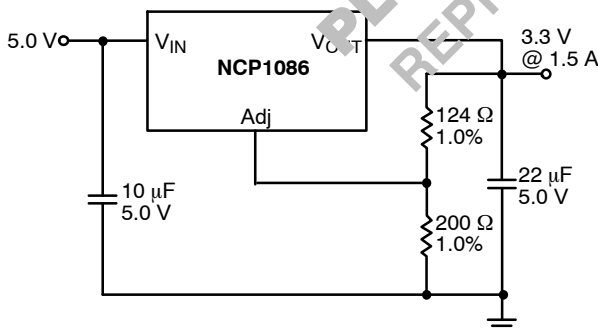 5.0 V
VIN
VOUT
NCP1086
Adj
3.3 V
@ 1.5 A
124 Ω
1.0%
10 μF
5.0 V
22 μF
5.0 V
200 Ω
1.0%